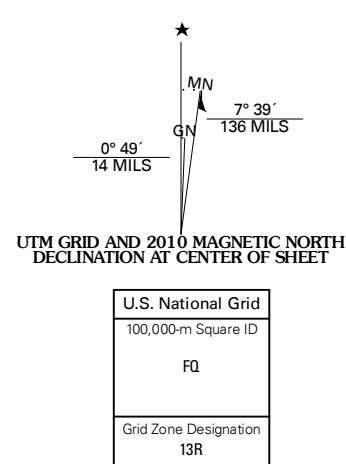 MN
7° 39´
136 MILS
GN
0° 49´
14 MILS
UTM GRID AND 2010 MAGNETIC NORTH
DECLINATION AT CENTER OF SHEET
U.S. National Grid
100,000-m Square ID
FQ
Grid Zone Designation
13R